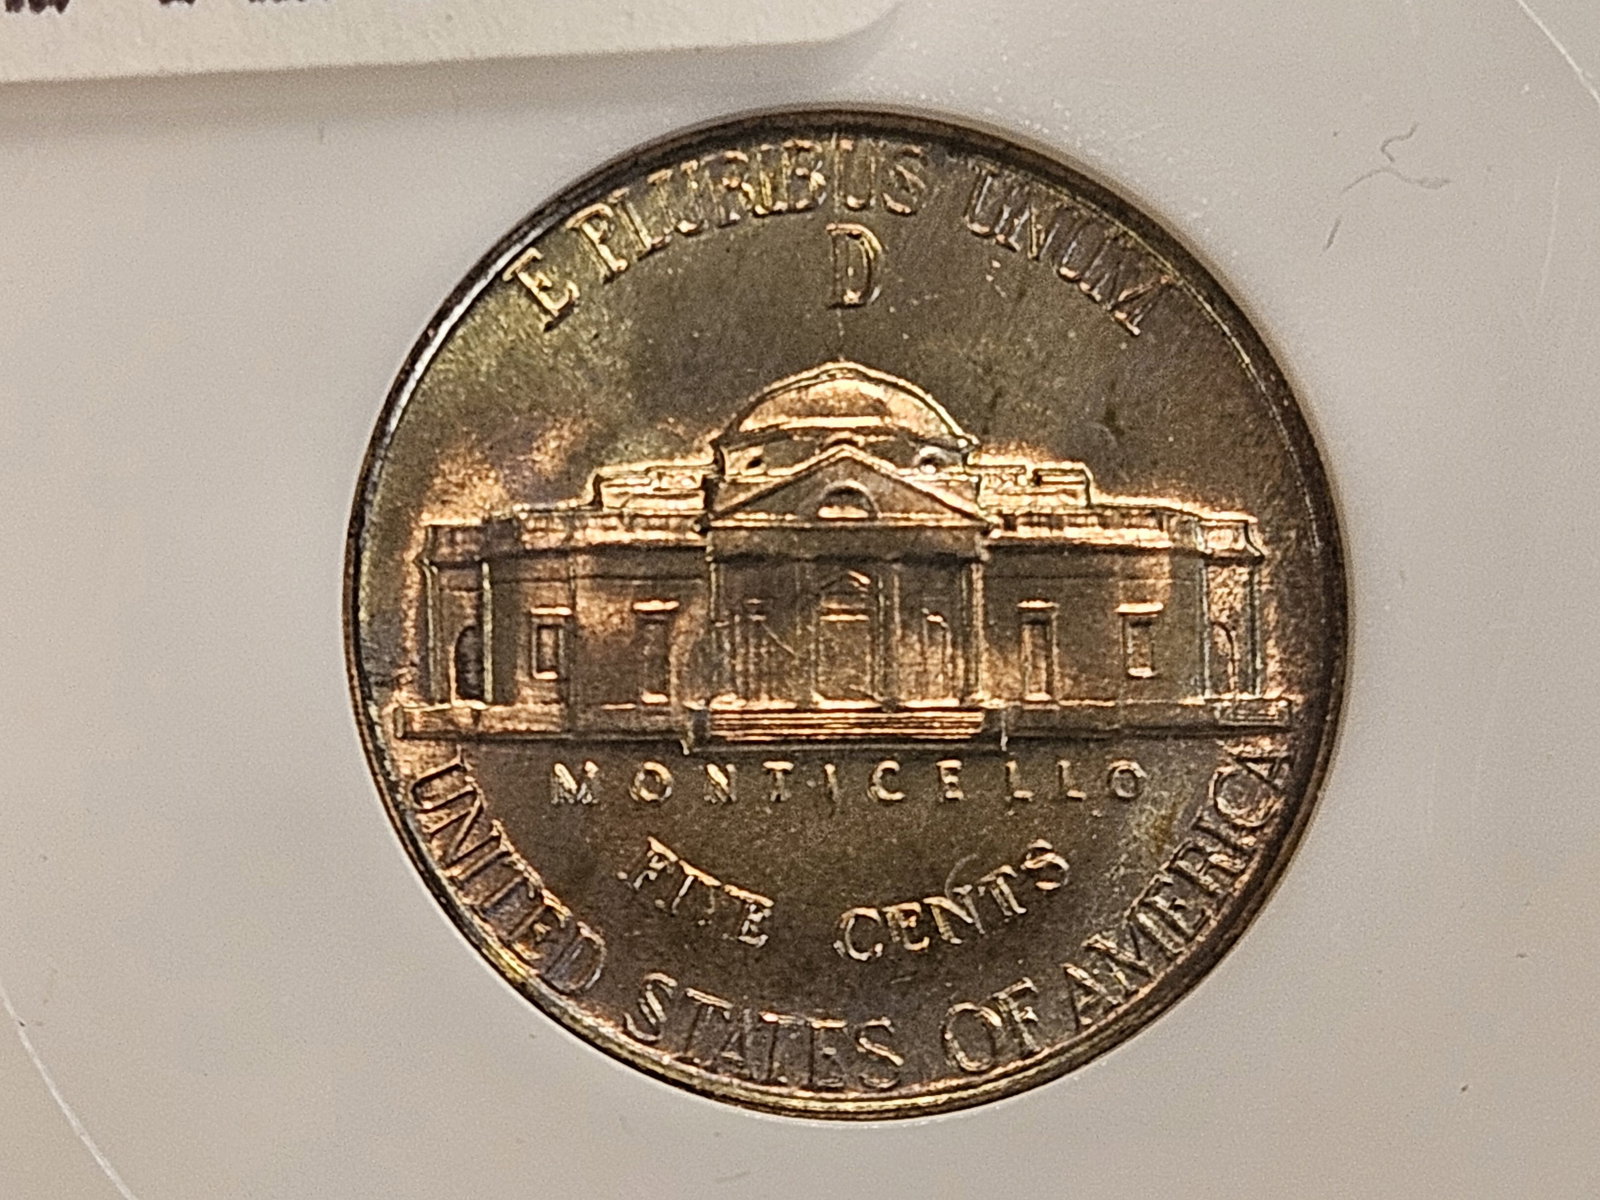 E PLURIBUS UNUM
D
MONTICELLO
FIVE CENTS
UNITED STATES OF AMERICA